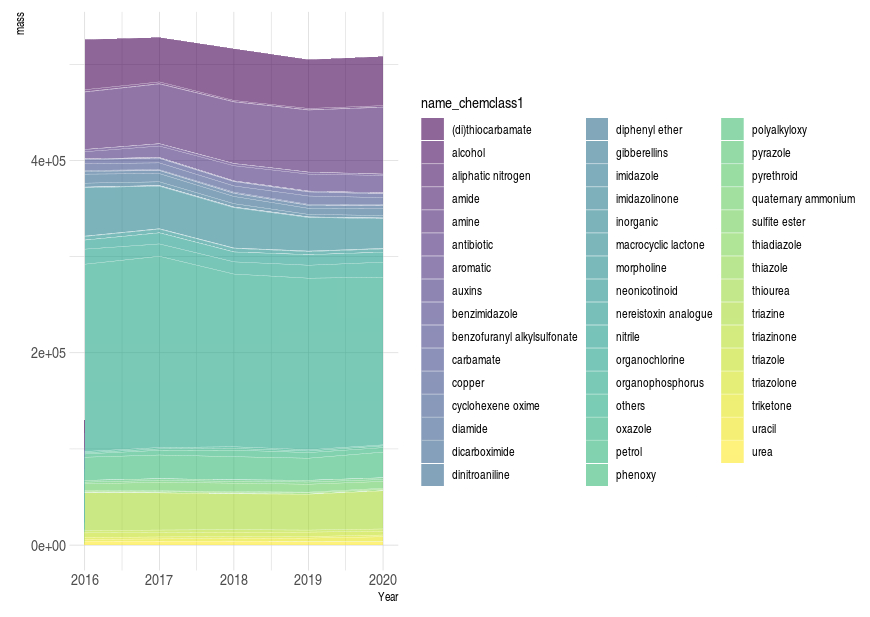 mass
4e+05
2e+05
0e+00
2016 2017 2018 2019 2020
Year
name_chemclass1
(di)thiocarbamate
alcohol
aliphatic nitrogen
amide
amine
antibiotic
aromatic
auxins
benzimidazole
benzofuranyl alkylsulfonate
carbamate
copper
cyclohexene oxime
diamide
dicarboximide
dinitroaniline
diphenyl ether
gibberellins
imidazole
imidazolinone
inorganic
macrocyclic lactone
morpholine
neonicotinoid
nereistoxin analogue
nitrile
organochlorine
organophosphorus
others
oxazole
petrol
phenoxy
polyalkyloxy
pyrazole
pyrethroid
quaternary ammonium
sulfite ester
thiadiazole
thiazole
thiourea
triazine
triazinone
triazole
triazolone
triketone
uracil
urea